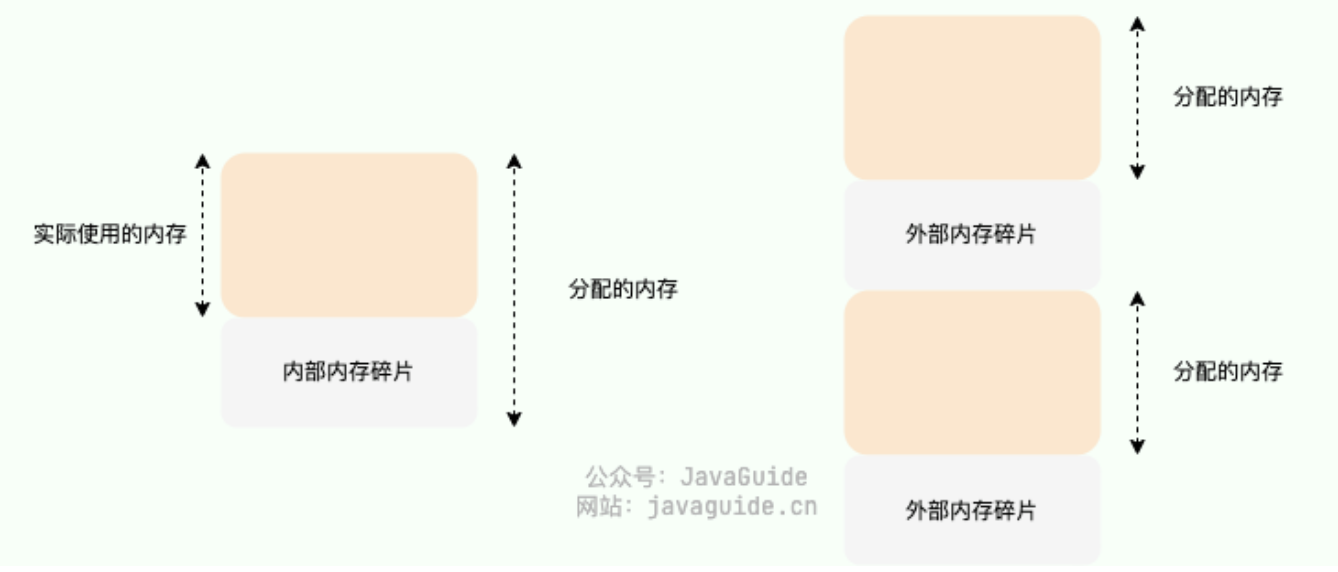 实际使用的内存
内部内存碎片
分配的内存
分配的内存
外部内存碎片
分配的内存
外部内存碎片
公众号：JavaGuide
网站：javaguide.cn